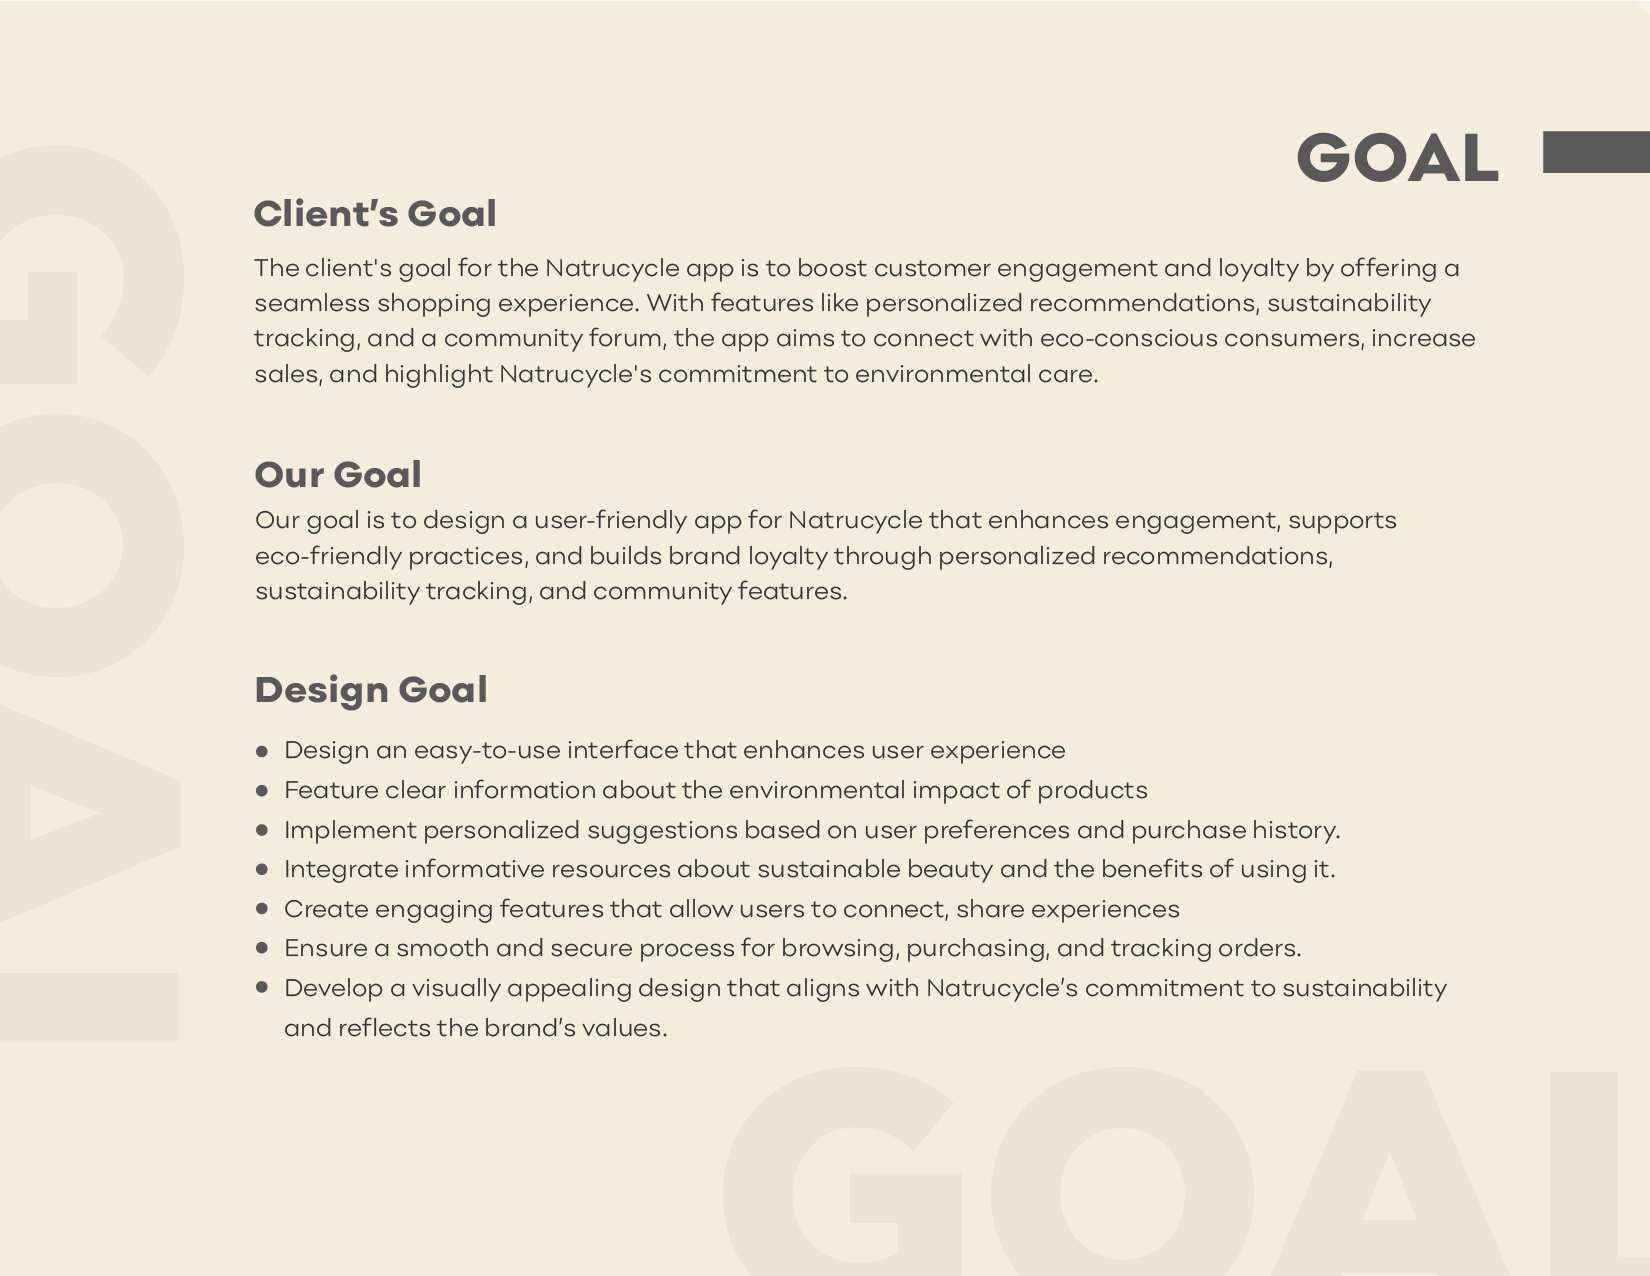 GOAL
Client’s Goal
The client's goal for the Natrucycle app is to boost customer engagement and loyalty by offering a
seamless shopping experience. With features like personalized recommendations, sustainability
tracking, and a community forum, the app aims to connect with eco-conscious consumers, increase
sales, and highlight Natrucycle's commitment to environmental care.
Our Goal
Our goal is to design a user-friendly app for Natrucycle that enhances engagement, supports
eco-friendly practices, and builds brand loyalty through personalized recommendations,
sustainability tracking, and community features.
Design Goal
● Design an easy-to-use interface that enhances user experience
● Feature clear information about the environmental impact of products
● Implement personalized suggestions based on user preferences and purchase history.
● Integrate informative resources about sustainable beauty and the benefits of using it.
● Create engaging features that allow users to connect, share experiences
● Ensure a smooth and secure process for browsing, purchasing, and tracking orders.
● Develop a visually appealing design that aligns with Natrucycle’s commitment to sustainability
and reflects the brand’s values.
GOAL
GOAL